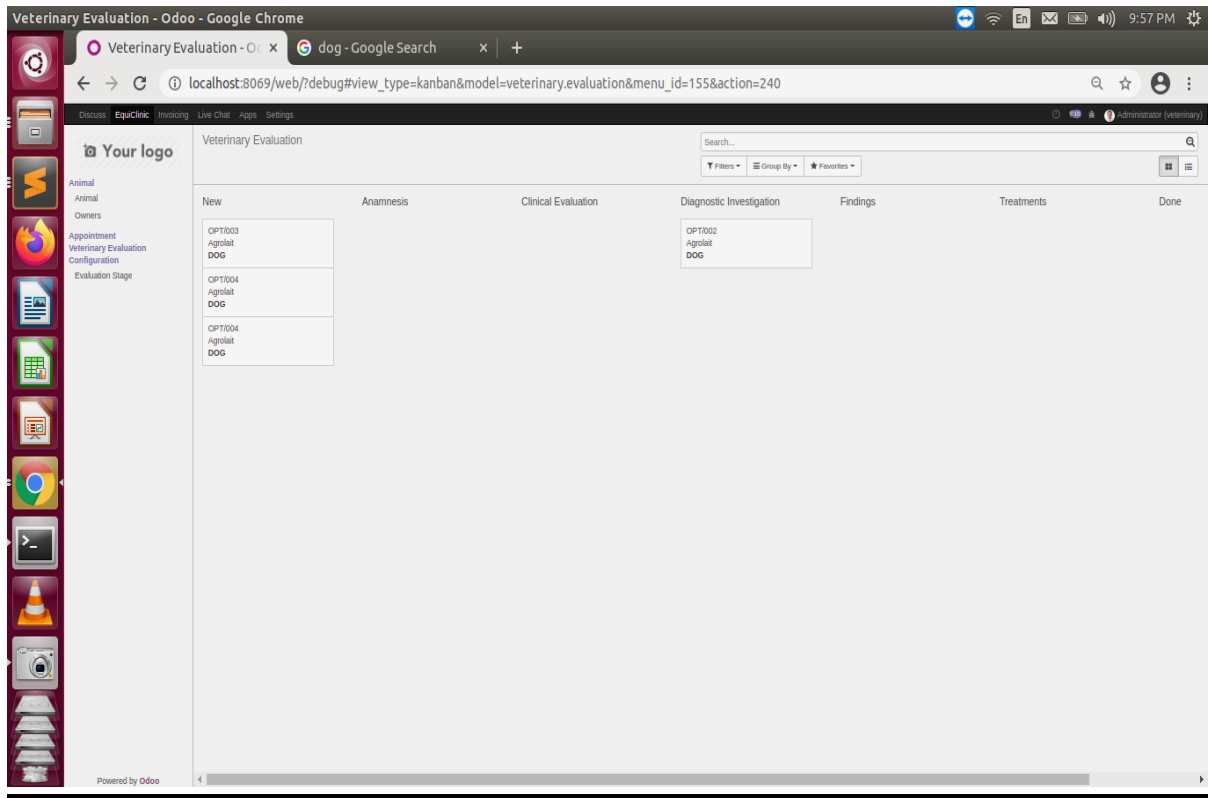 Veterinary Evaluation - Odoo - Google Chrome
En
9:57 PM
Veterinary Evaluation - Oc
dog - Google Search
localhost:8069/web/?debug#view_type=kanban&model=veterinary.evaluation&menu_id=155&action=240
Discuss EquiClinic Invoicing Live Chat Apps Settings
Administrator (veterinary)
Your logo
Animal
Animal
Owners
Appointment
Veterinary Evaluation
Configuration
Evaluation Stage
Powered by Odoo
Veterinary Evaluation
Search...
Filters Group By Favorites
New Anamnesis Clinical Evaluation Diagnostic Investigation Findings Treatments Done
OPT/003
Agrolait
DOG
OPT/004
Agrolait
DOG
OPT/004
Agrolait
DOG
OPT/002
Agrolait
DOG